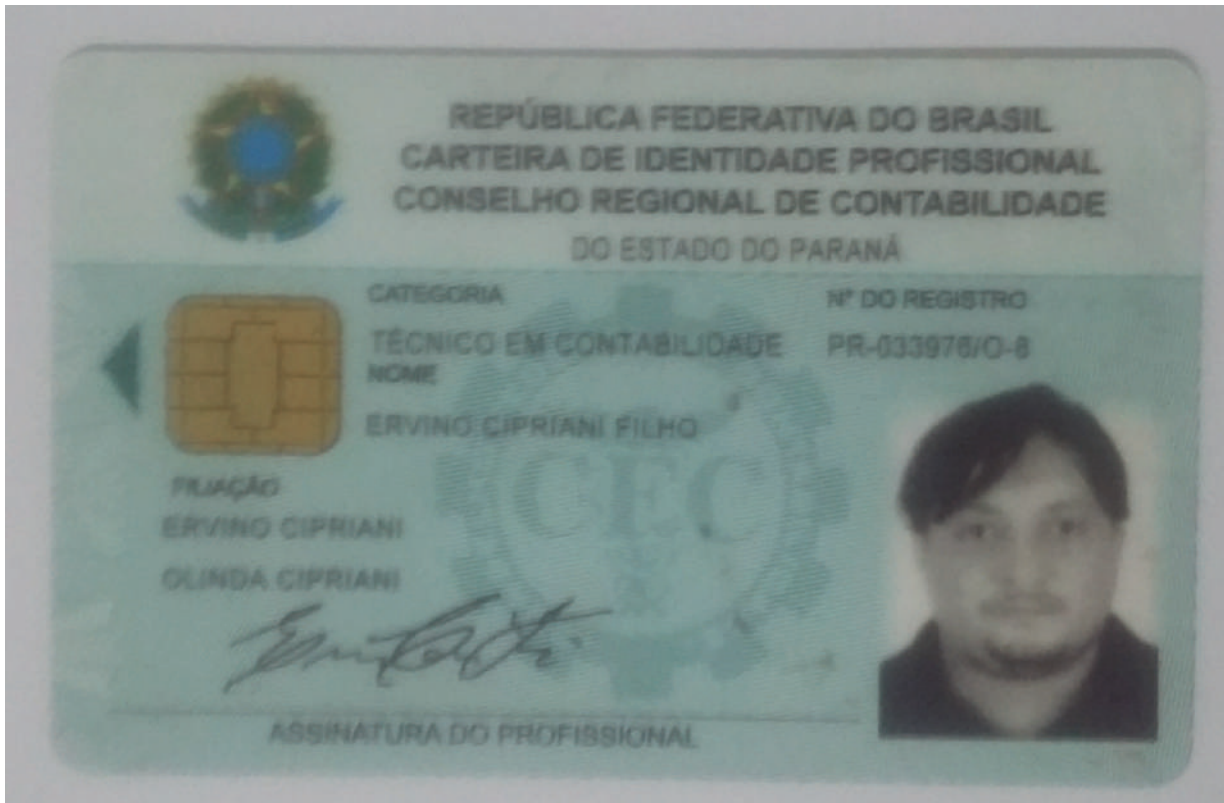 REPÚBLICA FEDERATIVA DO BRASIL
CARTEIRA DE IDENTIDADE PROFISSIONAL
CONSELHO REGIONAL DE CONTABILIDADE
DO ESTADO DO PARANÁ
CATEGORIA
Nº DO REGISTRO
TÉCNICO EM CONTABILIDADE
PR-033976/O-8
NOME
ERVINO CIPRIANI FILHO
CFC
FILIAÇÃO
ERVINO CIPRIANI
OLINDA CIPRIANI
ASSINATURA DO PROFISSIONAL